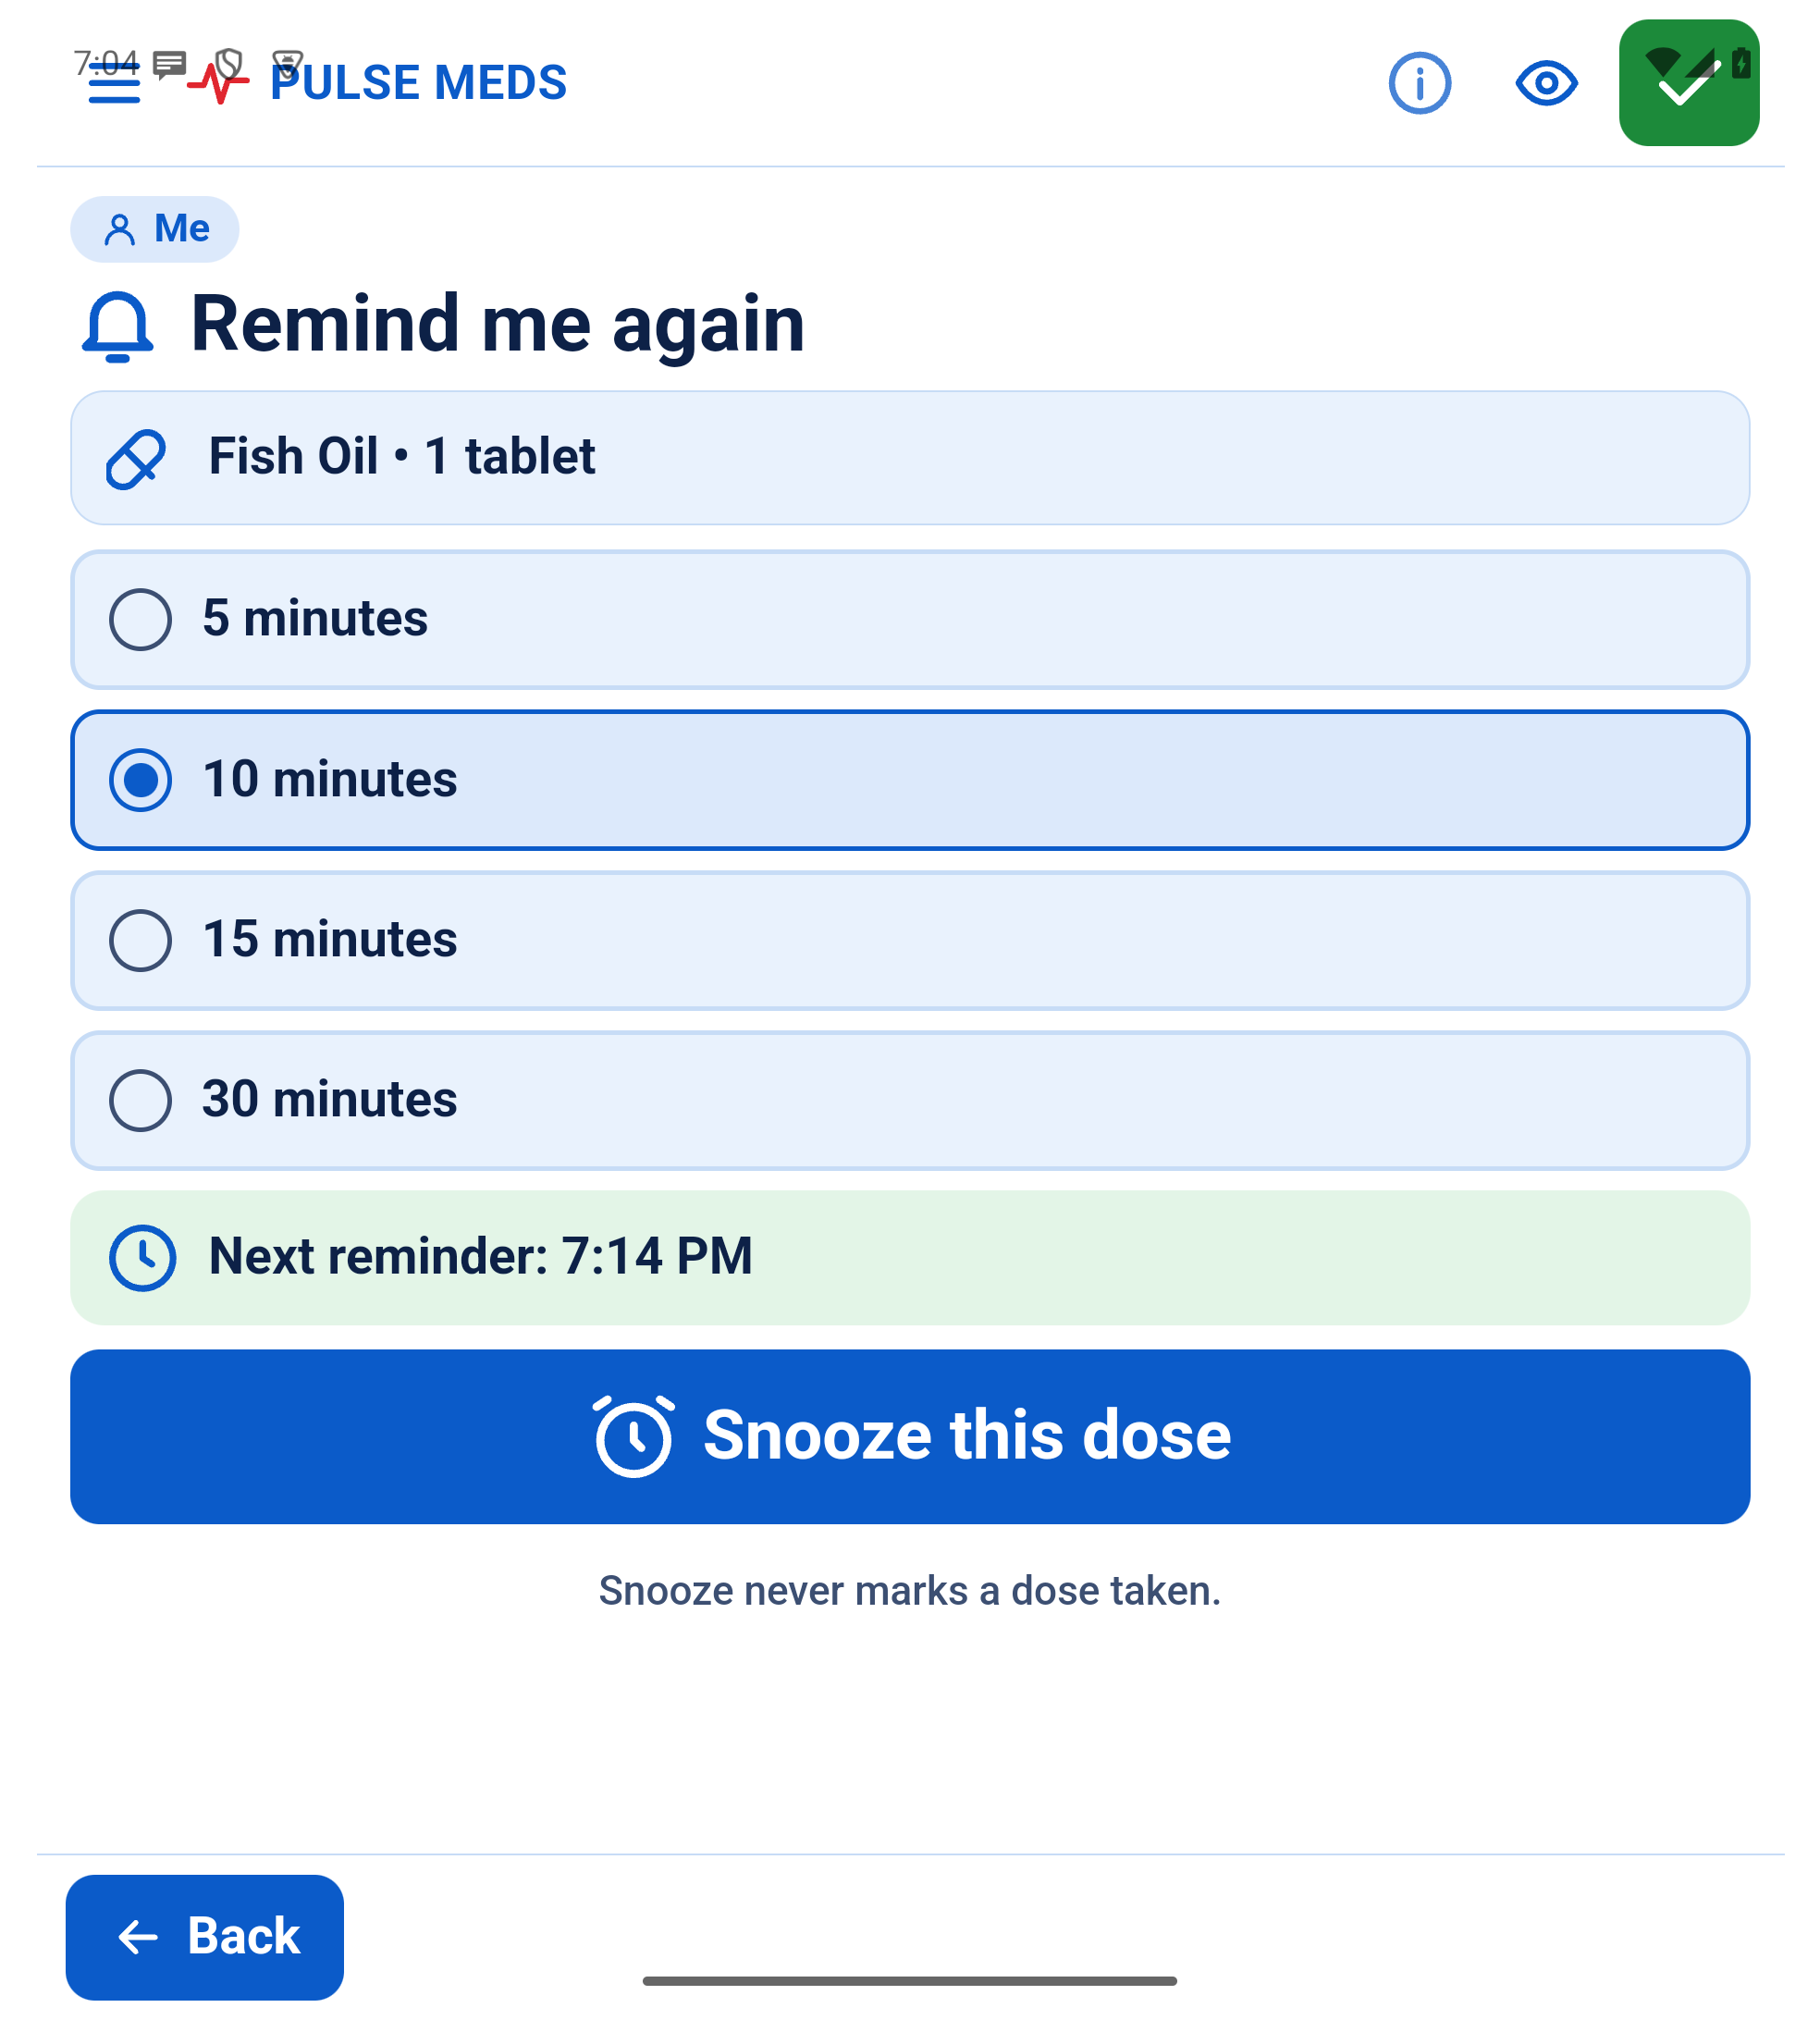 7:04
PULSE MEDS
Me
Remind me again
Fish Oil • 1 tablet
5 minutes
10 minutes
15 minutes
30 minutes
Next reminder: 7:14 PM
Snooze this dose
Snooze never marks a dose taken.
Back